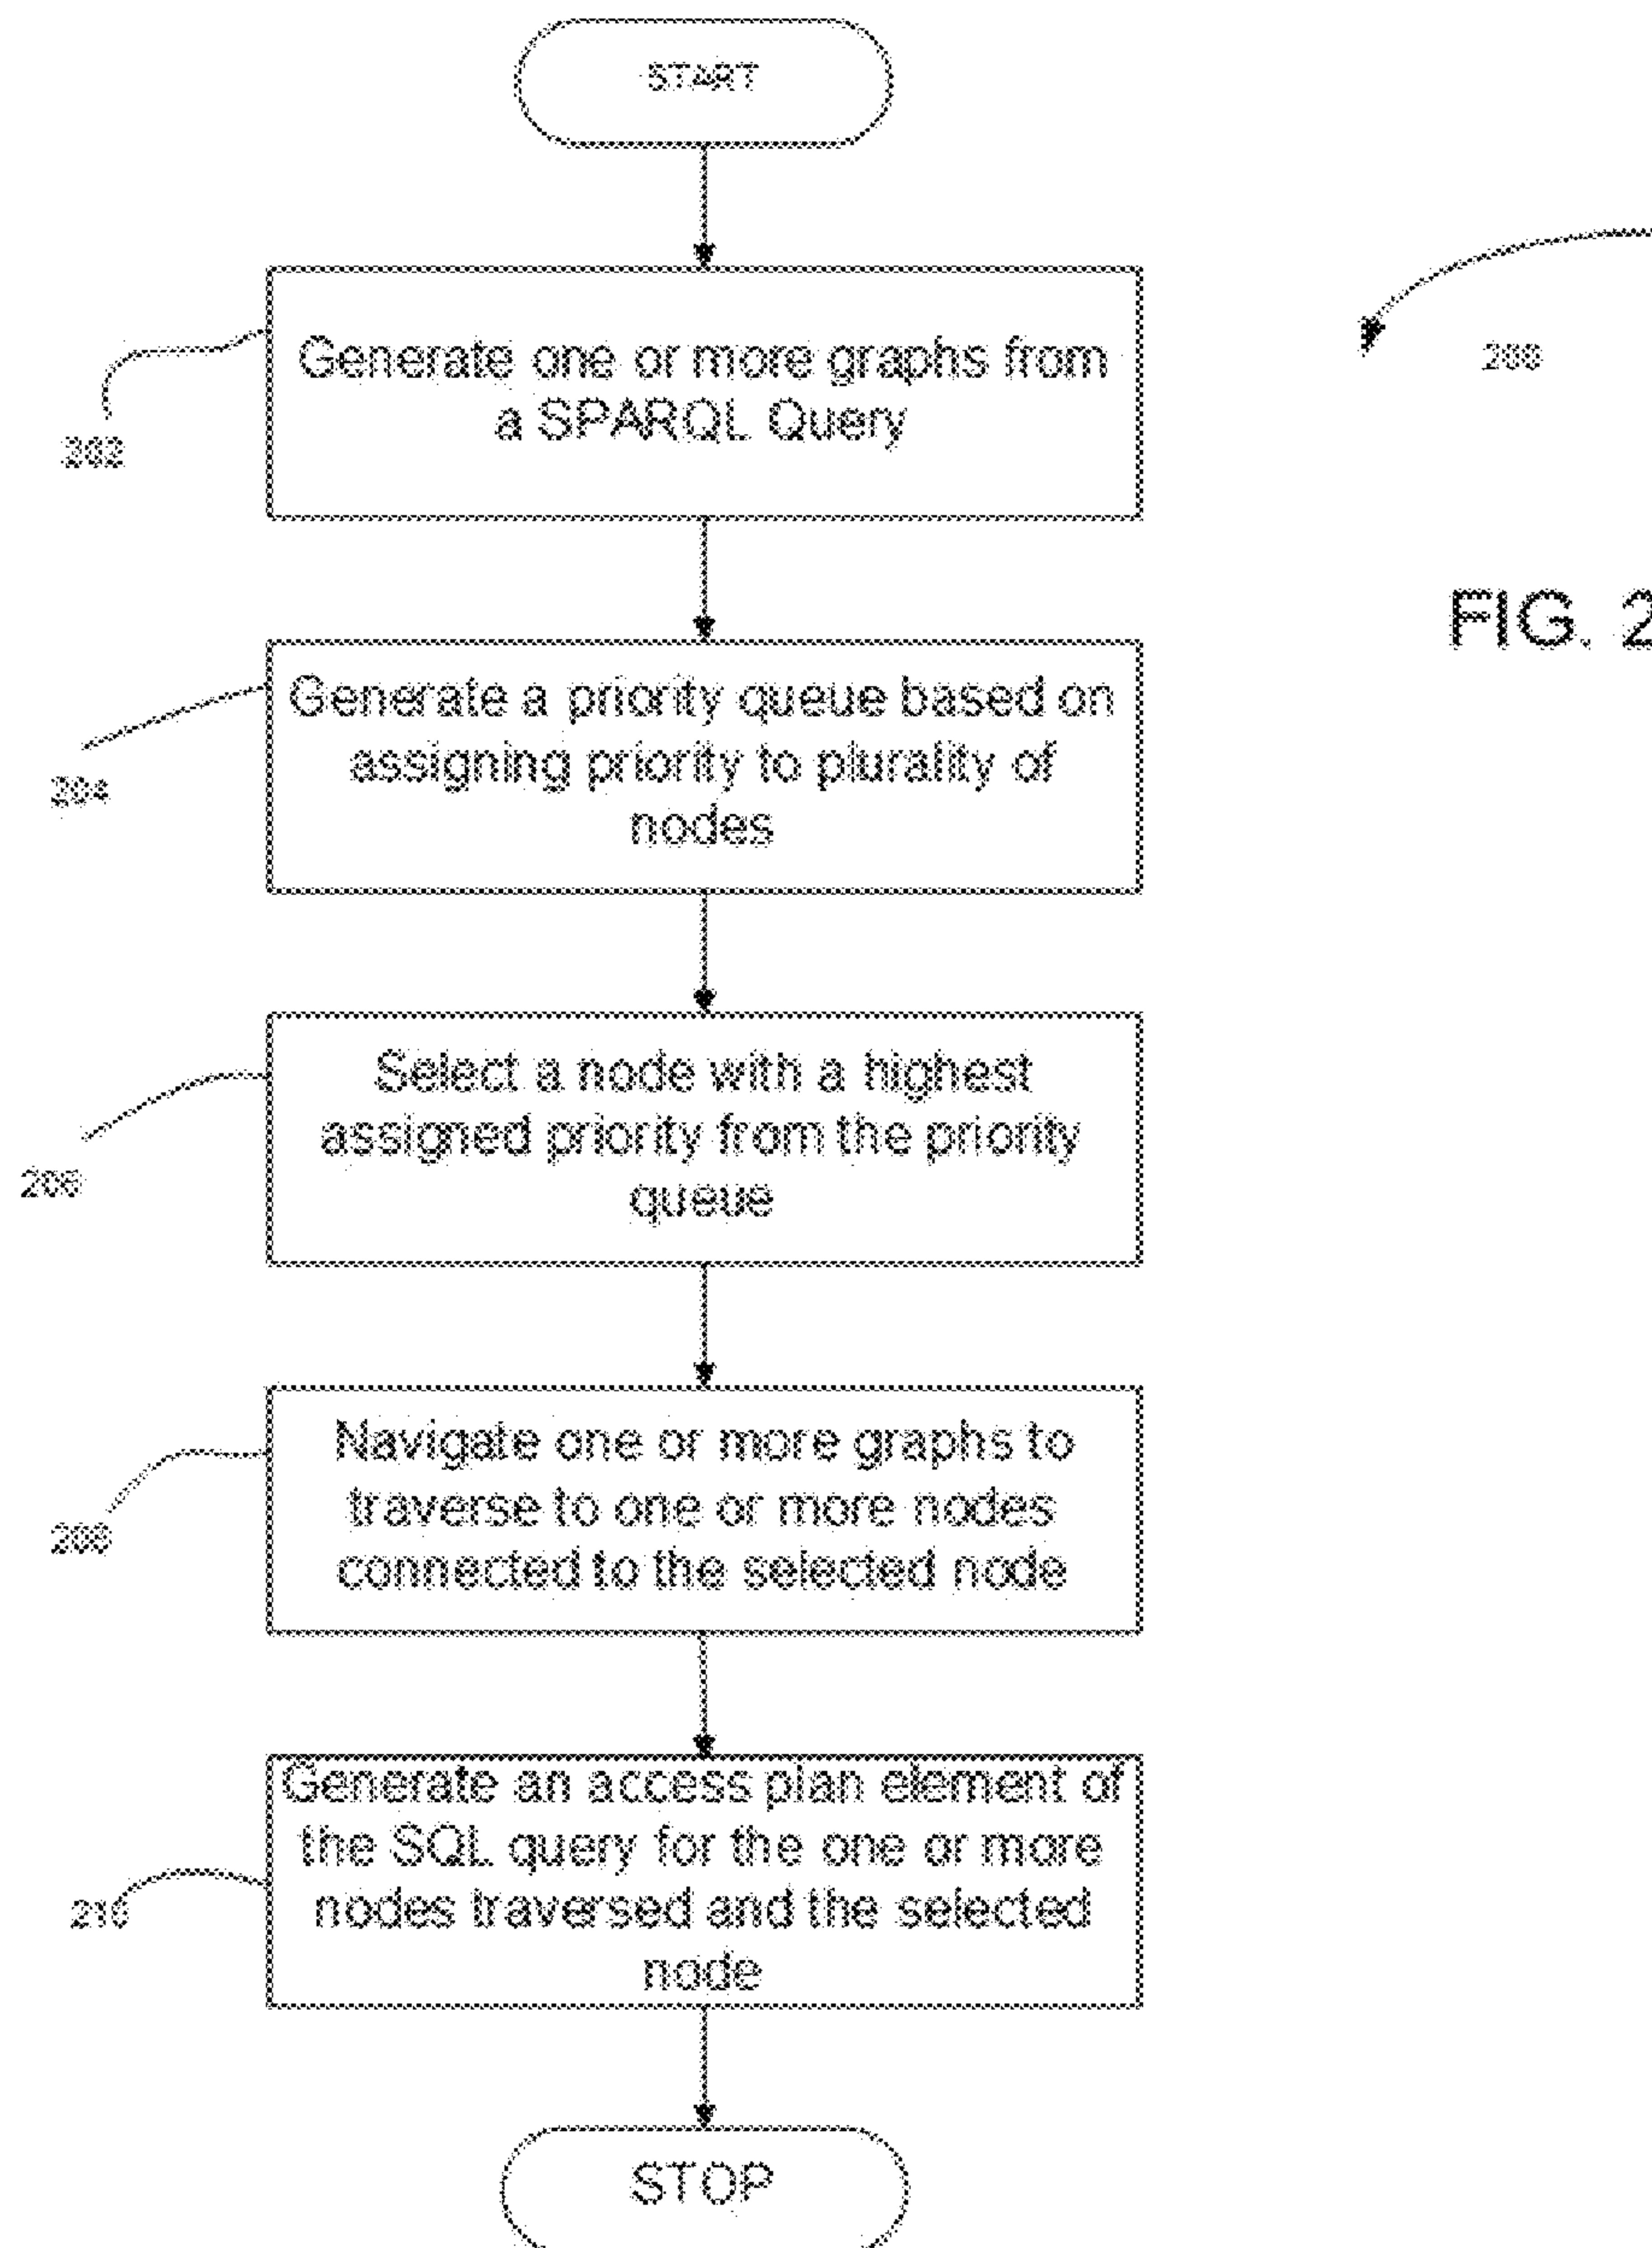 START
Generate one or more graphs from
a SPARQL Query
202
200
FIG. 2
Generate a priority queue based on
assigning priority to plurality of
nodes
204
Select a node with a highest
assigned priority from the priority
queue
206
Navigate one or more graphs to
traverse to one or more nodes
connected to the selected node
208
Generate an access plan element of
the SQL query for the one or more
nodes traversed and the selected
node
210
STOP